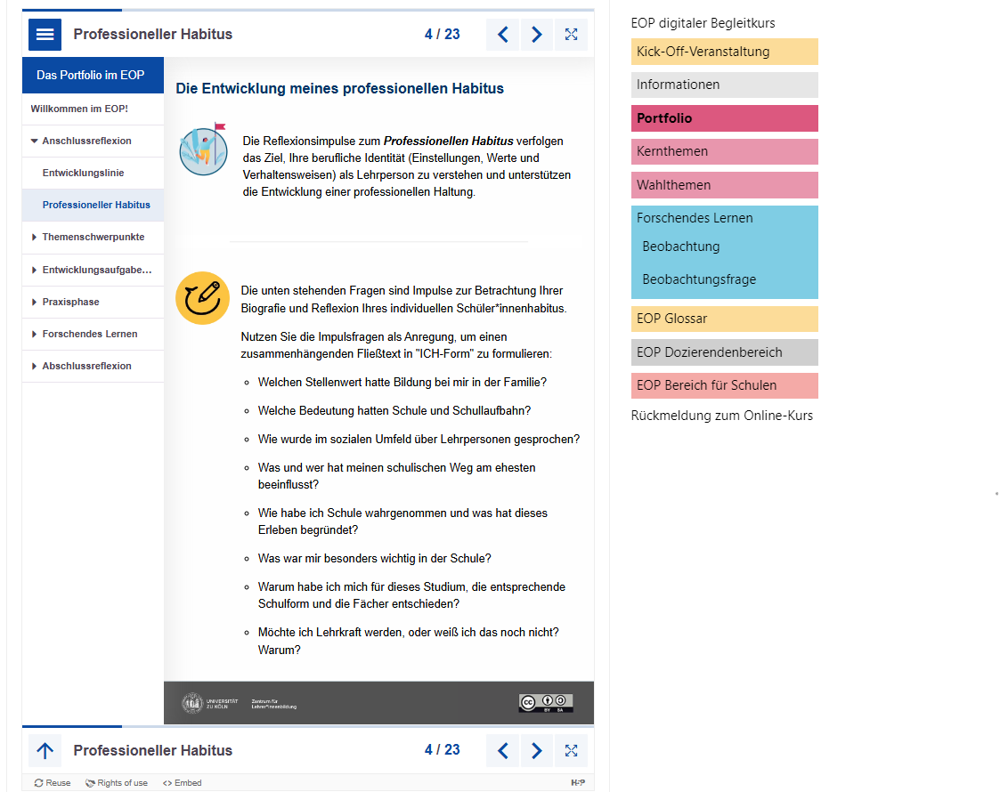 Professioneller Habitus
4 / 23
Das Portfolio im EOP
Willkommen im EOP!
Anschlussreflexion
Entwicklungslinie
Professioneller Habitus
Themenschwerpunkte
Entwicklungsaufgabe...
Praxisphase
Forschendes Lernen
Abschlussreflexion
Die Entwicklung meines professionellen Habitus
Die Reflexionsimpulse zum Professionellen Habitus verfolgen
das Ziel, Ihre berufliche Identität (Einstellungen, Werte und
Verhaltensweisen) als Lehrperson zu verstehen und unterstützen
die Entwicklung einer professionellen Haltung.
Die unten stehenden Fragen sind Impulse zur Betrachtung Ihrer
Biografie und Reflexion Ihres individuellen Schüler*innenhabitus.
Nutzen Sie die Impulsfragen als Anregung, um einen
zusammenhängenden Fließtext in "ICH-Form" zu formulieren:
Welchen Stellenwert hatte Bildung bei mir in der Familie?
Welche Bedeutung hatten Schule und Schullaufbahn?
Wie wurde im sozialen Umfeld über Lehrpersonen gesprochen?
Was und wer hat meinen schulischen Weg am ehesten
beeinflusst?
Wie habe ich Schule wahrgenommen und was hat dieses
Erleben begründet?
Was war mir besonders wichtig in der Schule?
Warum habe ich mich für dieses Studium, die entsprechende
Schulform und die Fächer entschieden?
Möchte ich Lehrkraft werden, oder weiß ich das noch nicht?
Warum?
UNIVERSITÄT
ZU KÖLN
Zentrum für
Lehrer*innenbildung
cc
BY SA
Professioneller Habitus
4 / 23
Reuse
Rights of use
<> Embed
H5P
EOP digitaler Begleitkurs
Kick-Off-Veranstaltung
Informationen
Portfolio
Kernthemen
Wahlthemen
Forschendes Lernen
Beobachtung
Beobachtungsfrage
EOP Glossar
EOP Dozierendenbereich
EOP Bereich für Schulen
Rückmeldung zum Online-Kurs